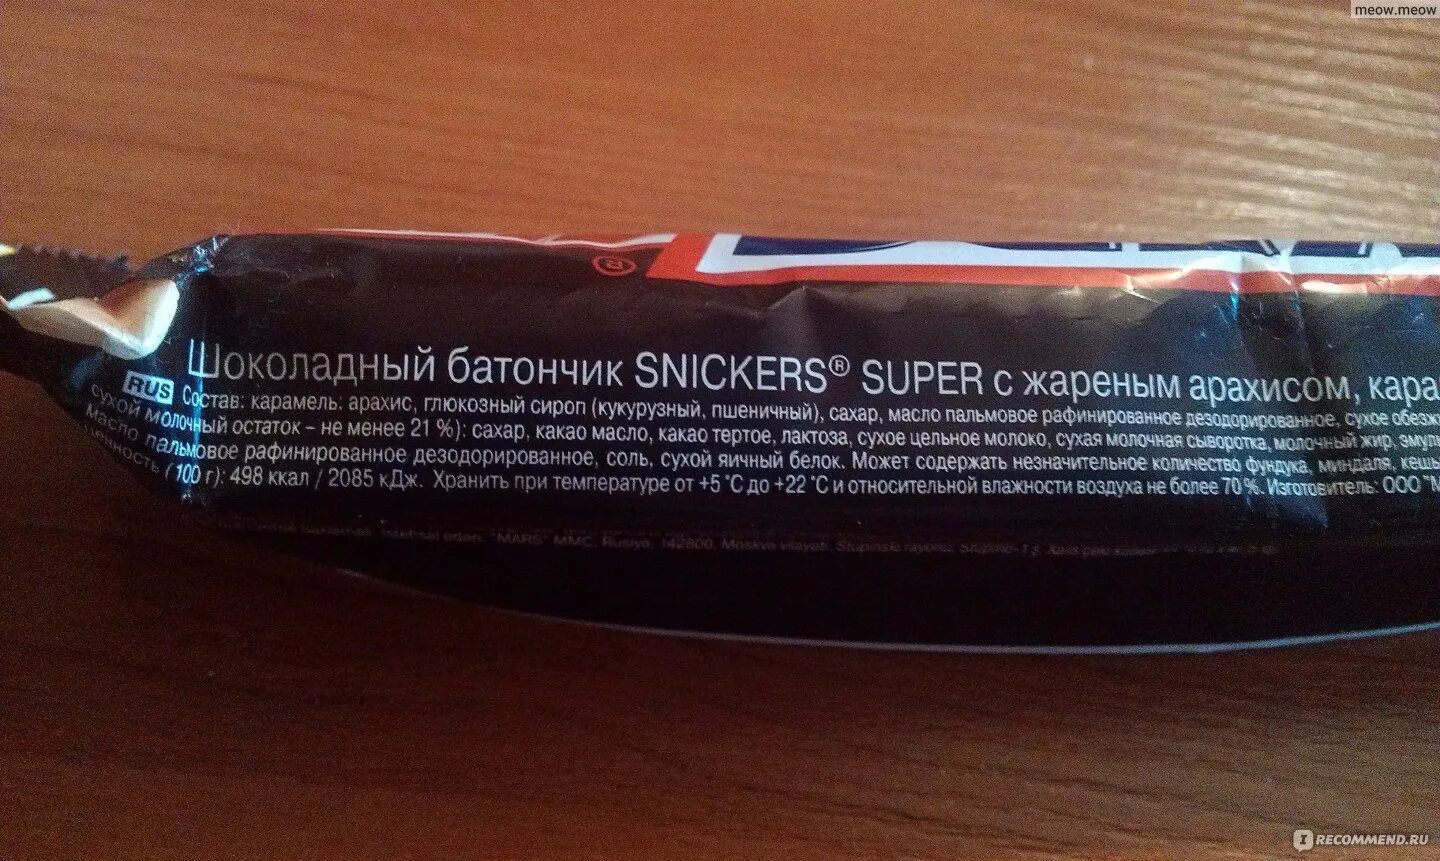 meow.meow
Шоколадный батончик SNICKERS® SUPER с жареным арахисом, кара
RUS Состав: карамель: арахис, глюкозный сироп (кукурузный, пшеничный), сахар, масло пальмовое рафинированное дезодорированное, сухое обезж
сухой молочный остаток – не менее 21 %): сахар, какао масло, какао тертое, лактоза, сухое цельное молоко, сухая молочная сыворотка, молочный жир, эмуль
масло пальмовое рафинированное дезодорированное, соль, сухой яичный белок. Может содержать незначительное количество фундука, миндаля, кешь
ценность (100 г): 498 ккал / 2085 кДж. Хранить при температуре от +5 °С до +22 °С и относительной влажности воздуха не более 70 %. Изготовитель: ООО "М
eden: "MARS" MMC, Rusiya, 142800, Moskva vilayəti, Stupinski rayonu
IRECOMMEND.RU